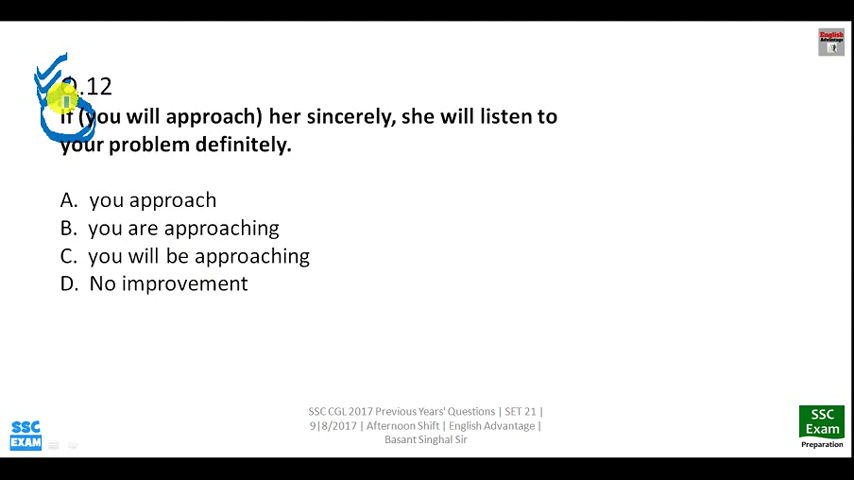 English
Advantage
Q.12
If (you will approach) her sincerely, she will listen to
your problem definitely.
A. you approach
B. you are approaching
C. you will be approaching
D. No improvement
SSC CGL 2017 Previous Years' Questions | SET 21 |
9|8/2017 | Afternoon Shift | English Advantage |
Basant Singhal Sir
SSC
EXAM
SSC
Exam
Preparation